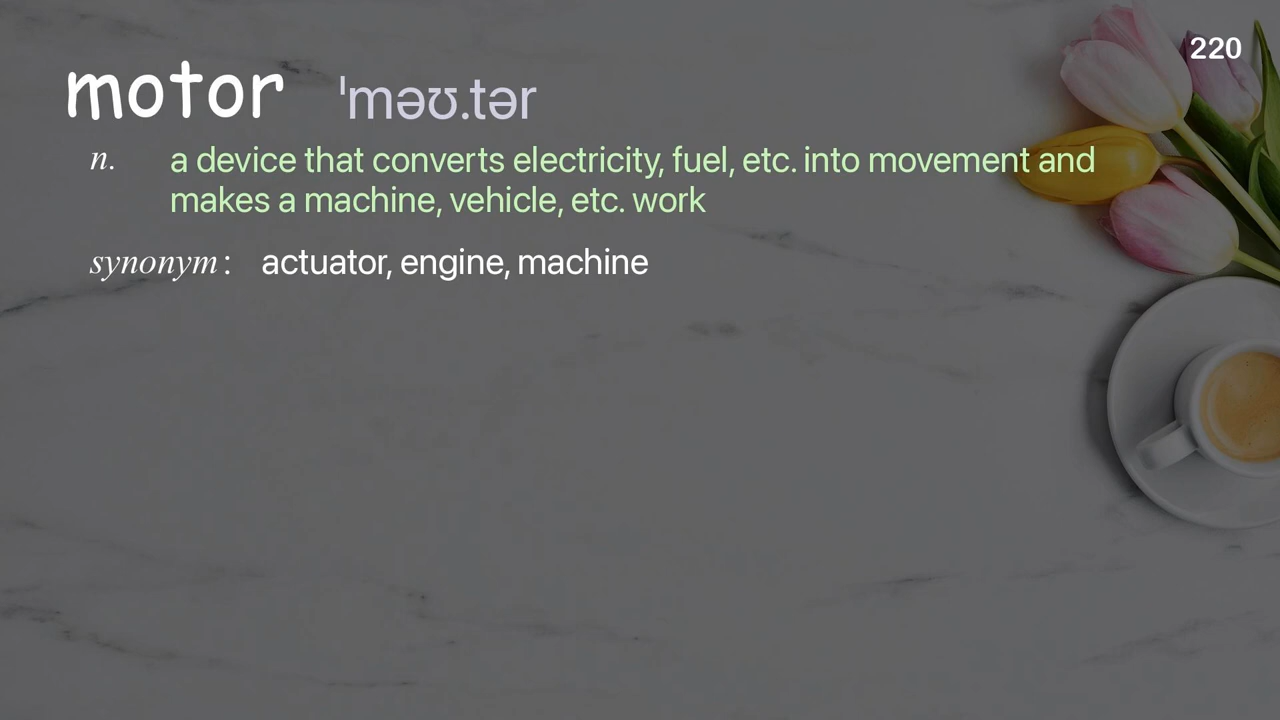 220
motor ˈməʊ.tər
n. a device that converts electricity, fuel, etc. into movement and
makes a machine, vehicle, etc. work
synonym : actuator, engine, machine